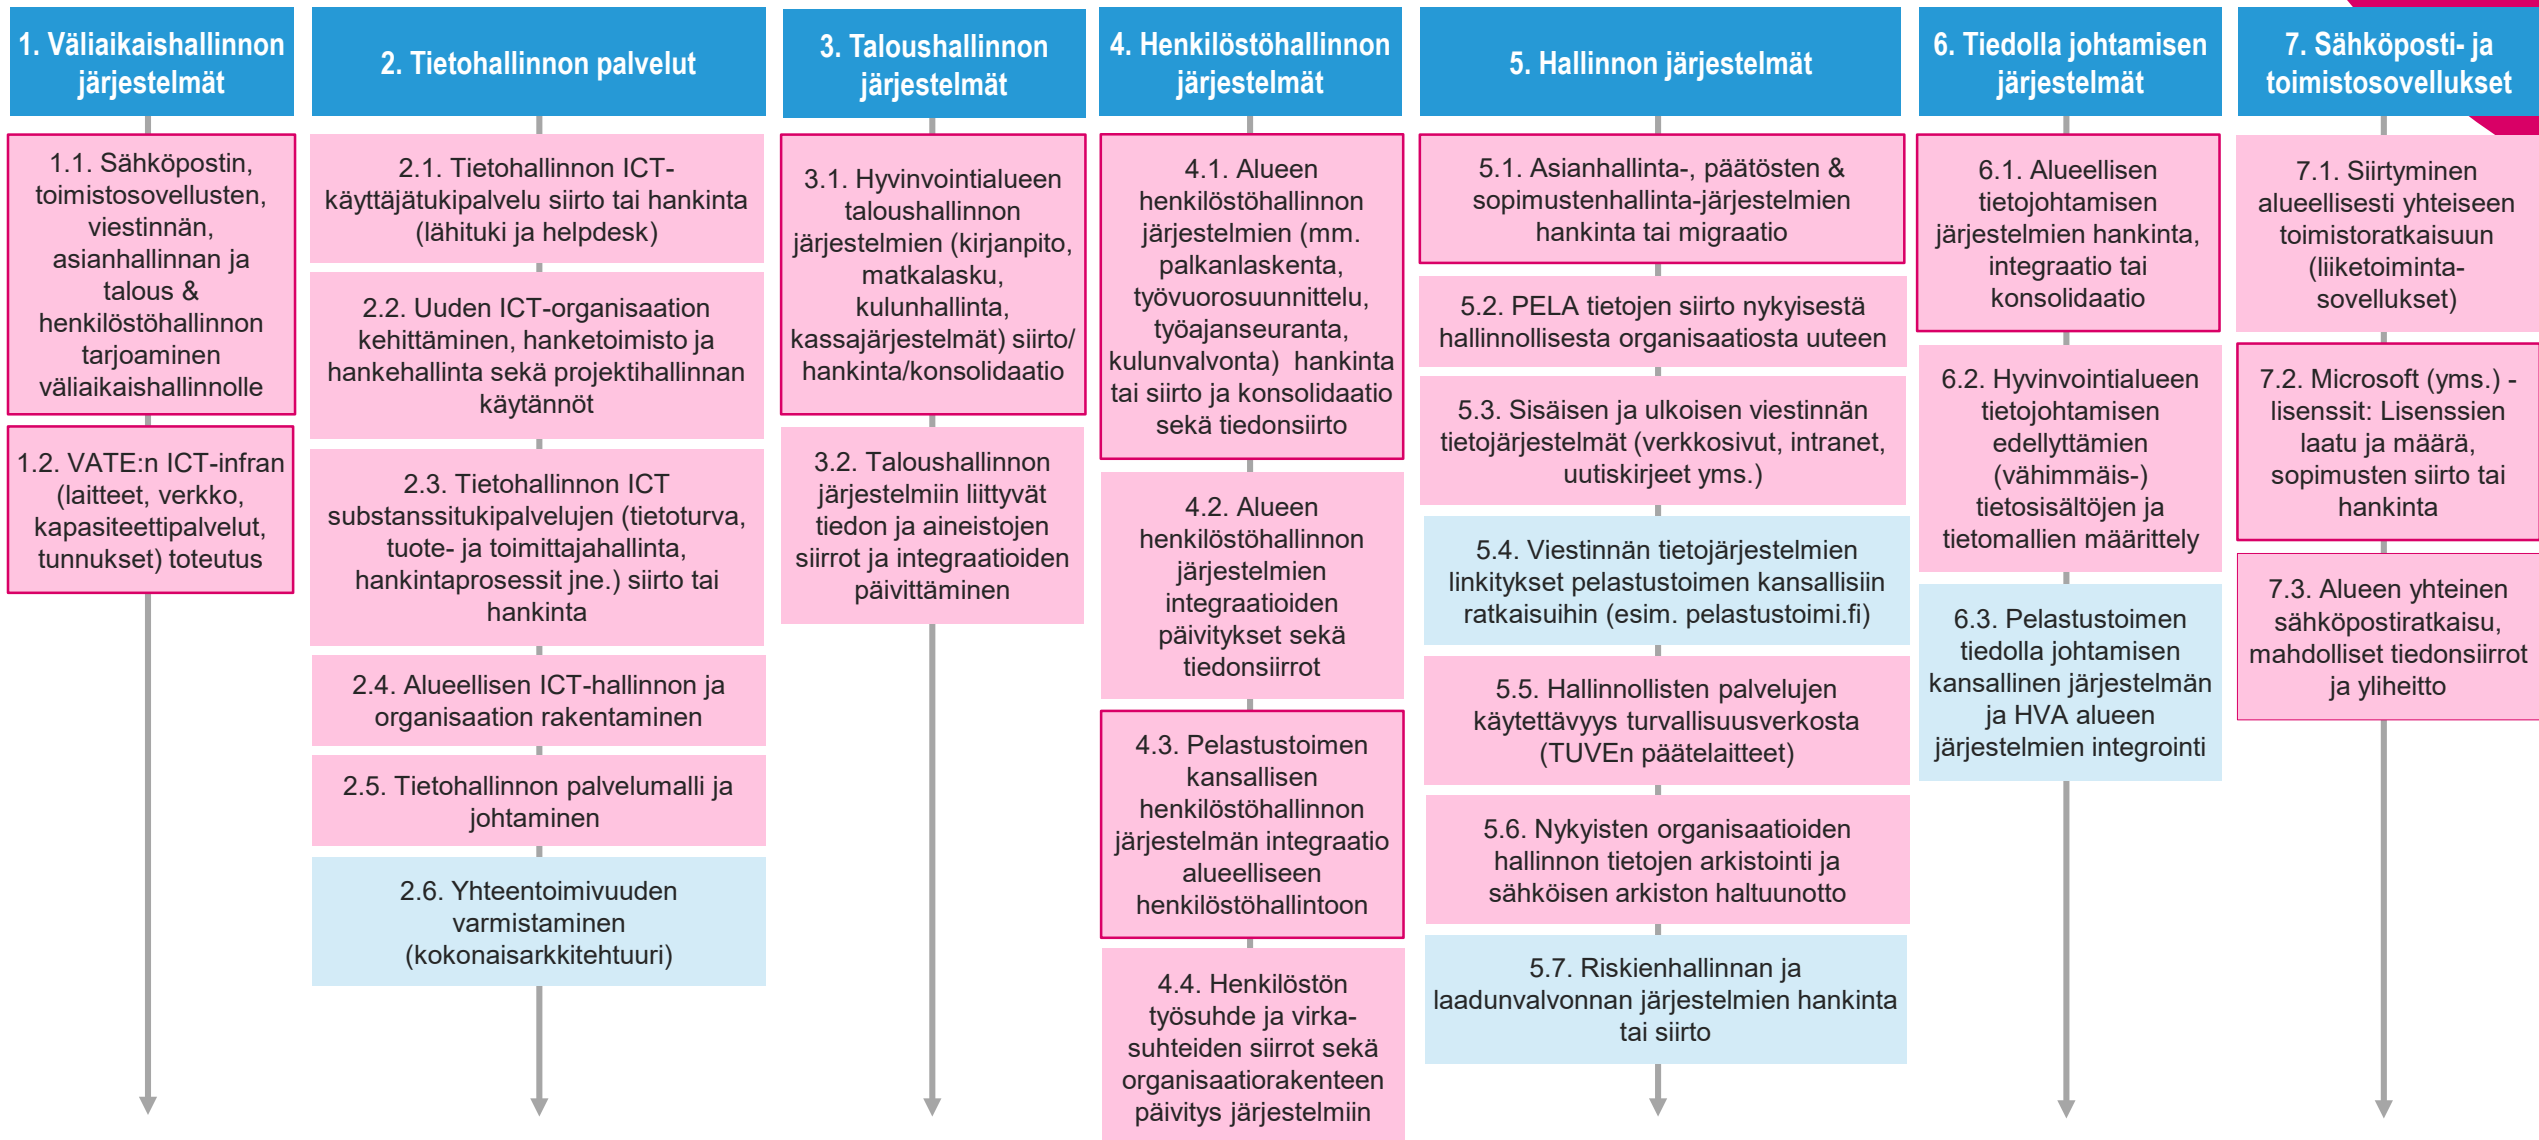 1. Väliaikaishallinnon
järjestelmät
1.1. Sähköpostin,
toimistosovellusten,
viestinnän,
asianhallinnan ja
talous &
henkilöstöhallinnon
tarjoaminen
väliaikaishallinnolle
1.2. VATE:n ICT-infran
(laitteet, verkko,
kapasiteettipalvelut,
tunnukset) toteutus
2. Tietohallinnon palvelut
2.1. Tietohallinnon ICT-
käyttäjätukipalvelu siirto tai hankinta
(lähituki ja helpdesk)
2.2. Uuden ICT-organisaation
kehittäminen, hanketoimisto ja
hankehallinta sekä projektihallinnan
käytännöt
2.3. Tietohallinnon ICT
substanssitukipalvelujen (tietoturva,
tuote- ja toimittajahallinta,
hankintaprosessit jne.) siirto tai
hankinta
2.4. Alueellisen ICT-hallinnon ja
organisaation rakentaminen
2.5. Tietohallinnon palvelumalli ja
johtaminen
2.6. Yhteentoimivuuden
varmistaminen
(kokonaisarkkitehtuuri)
3. Taloushallinnon
järjestelmät
3.1. Hyvinvointialueen
taloushallinnon
järjestelmien (kirjanpito,
matkalasku,
kulunhallinta,
kassajärjestelmät) siirto/
hankinta/konsolidaatio
3.2. Taloushallinnon
järjestelmiin liittyvät
tiedon ja aineistojen
siirrot ja integraatioiden
päivittäminen
4. Henkilöstöhallinnon
järjestelmät
4.1. Alueen
henkilöstöhallinnon
järjestelmien (mm.
palkanlaskenta,
työvuorosuunnittelu,
työajanseuranta,
kulunvalvonta) hankinta
tai siirto ja konsolidaatio
sekä tiedonsiirto
4.2. Alueen
henkilöstöhallinnon
järjestelmien
integraatioiden
päivitykset sekä
tiedonsiirrot
4.3. Pelastustoimen
kansallisen
henkilöstöhallinnon
järjestelmän integraatio
alueelliseen
henkilöstöhallintoon
4.4. Henkilöstön
työsuhde ja virka-
suhteiden siirrot sekä
organisaatiorakenteen
päivitys järjestelmiin
5. Hallinnon järjestelmät
5.1. Asianhallinta-, päätösten &
sopimustenhallinta-järjestelmien
hankinta tai migraatio
5.2. PELA tietojen siirto nykyisestä
hallinnollisesta organisaatiosta uuteen
5.3. Sisäisen ja ulkoisen viestinnän
tietojärjestelmät (verkkosivut, intranet,
uutiskirjeet yms.)
5.4. Viestinnän tietojärjestelmien
linkitykset pelastustoimen kansallisiin
ratkaisuihin (esim. pelastustoimi.fi)
5.5. Hallinnollisten palvelujen
käytettävyys turvallisuusverkosta
(TUVEn päätelaitteet)
5.6. Nykyisten organisaatioiden
hallinnon tietojen arkistointi ja
sähköisen arkiston haltuunotto
5.7. Riskienhallinnan ja
laadunvalvonnan järjestelmien hankinta
tai siirto
6. Tiedolla johtamisen
järjestelmät
6.1. Alueellisen
tietojohtamisen
järjestelmien hankinta,
integraatio tai
konsolidaatio
6.2. Hyvinvointialueen
tietojohtamisen
edellyttämien
(vähimmäis-)
tietosisältöjen ja
tietomallien määrittely
6.3. Pelastustoimen
tiedolla johtamisen
kansallinen järjestelmän
ja HVA alueen
järjestelmien integrointi
7. Sähköposti- ja
toimistosovellukset
7.1. Siirtyminen
alueellisesti yhteiseen
toimistoratkaisuun
(liiketoiminta-
sovellukset)
7.2. Microsoft (yms.) -
lisenssit: Lisenssien
laatu ja määrä,
sopimusten siirto tai
hankinta
7.3. Alueen yhteinen
sähköpostiratkaisu,
mahdolliset tiedonsiirrot
ja yliheitto